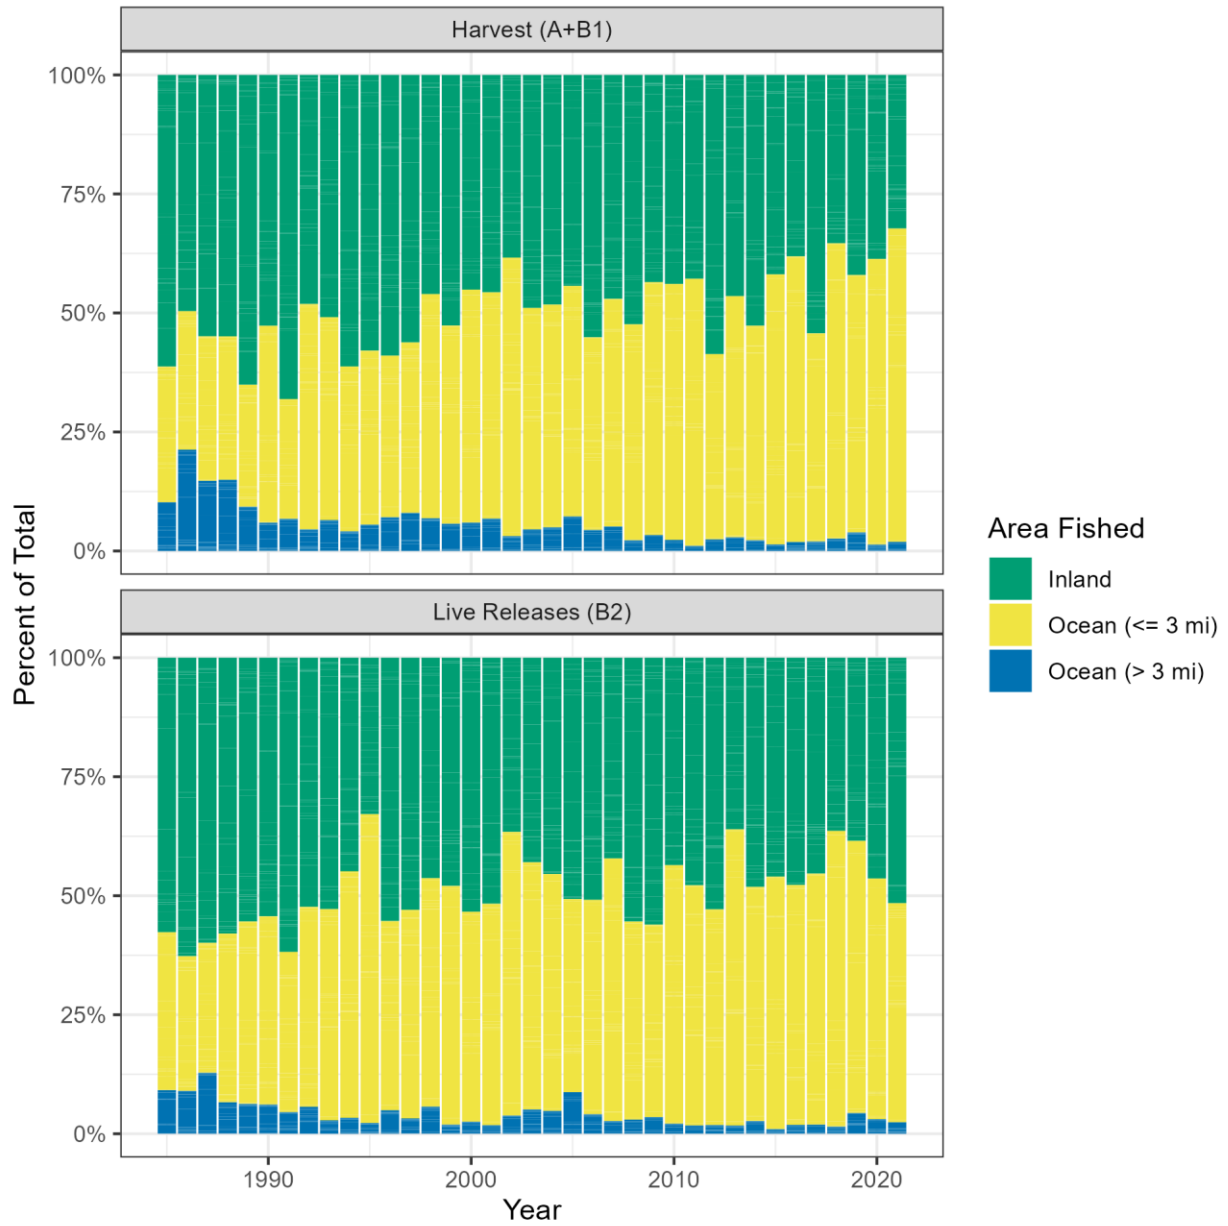 Harvest (A+B1)
100%
75%
50%
25%
0%
Live Releases (B2)
100%
75%
50%
25%
0%
1990 2000 2010 2020
Year
Percent of Total
Area Fished
Inland
Ocean (<= 3 mi)
Ocean (> 3 mi)